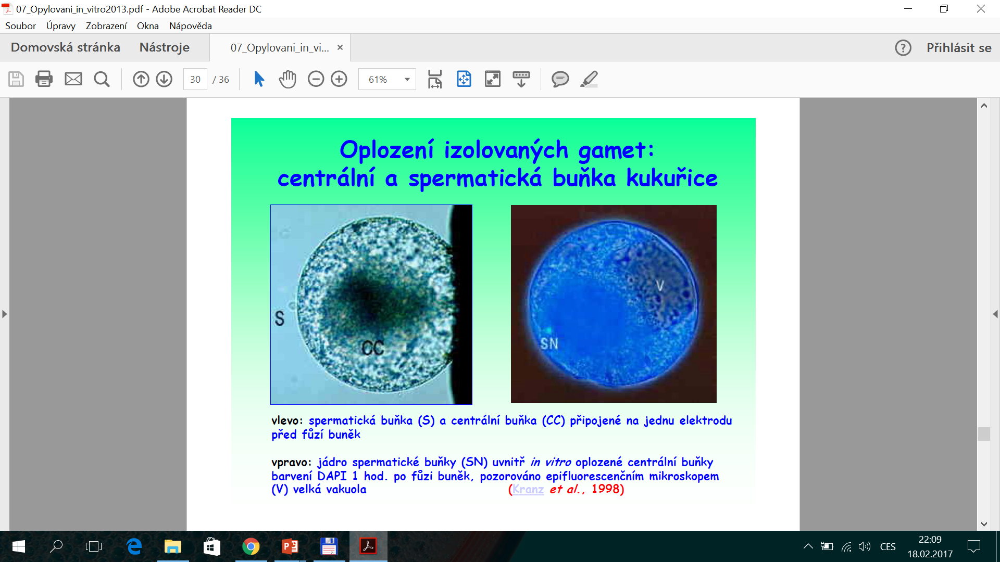 07_Opylovani_in_vitro2013.pdf - Adobe Acrobat Reader DC
Soubor Úpravy Zobrazení Okna Nápověda
Domovská stránka Nástroje 07_Opylovani_in_vi... × ? Přihlásit se
30 / 36 61%
Oplození izolovaných gamet:
centrální a spermatická buňka kukuřice
S
CC
V
SN
vlevo: spermatická buňka (S) a centrální buňka (CC) připojené na jednu elektrodu
před fůzí buněk
vpravo: jádro spermatické buňky (SN) uvnitř in vitro oplozené centrální buňky
barvení DAPI 1 hod. po fůzi buněk, pozorováno epifluorescenčním mikroskopem
(V) velká vakuola (Kranz et al., 1998)
CES
22:09
18.02.2017